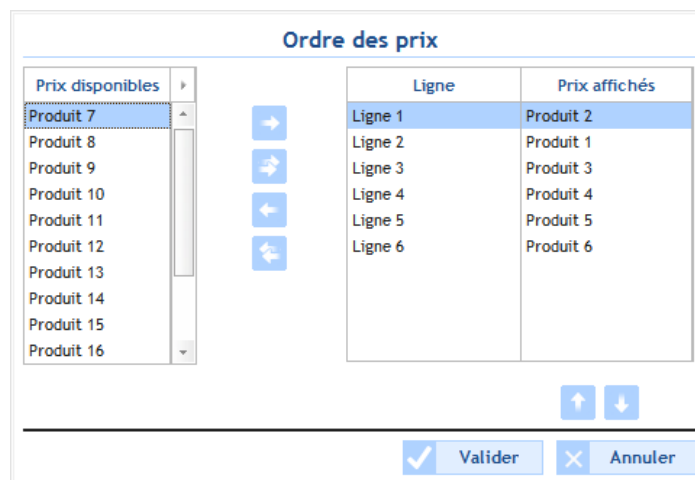 Ordre des prix
Prix disponibles
Produit 7
Produit 8
Produit 9
Produit 10
Produit 11
Produit 12
Produit 13
Produit 14
Produit 15
Produit 16
Ligne Prix affichés
Ligne 1 Produit 2
Ligne 2 Produit 1
Ligne 3 Produit 3
Ligne 4 Produit 4
Ligne 5 Produit 5
Ligne 6 Produit 6
Valider Annuler